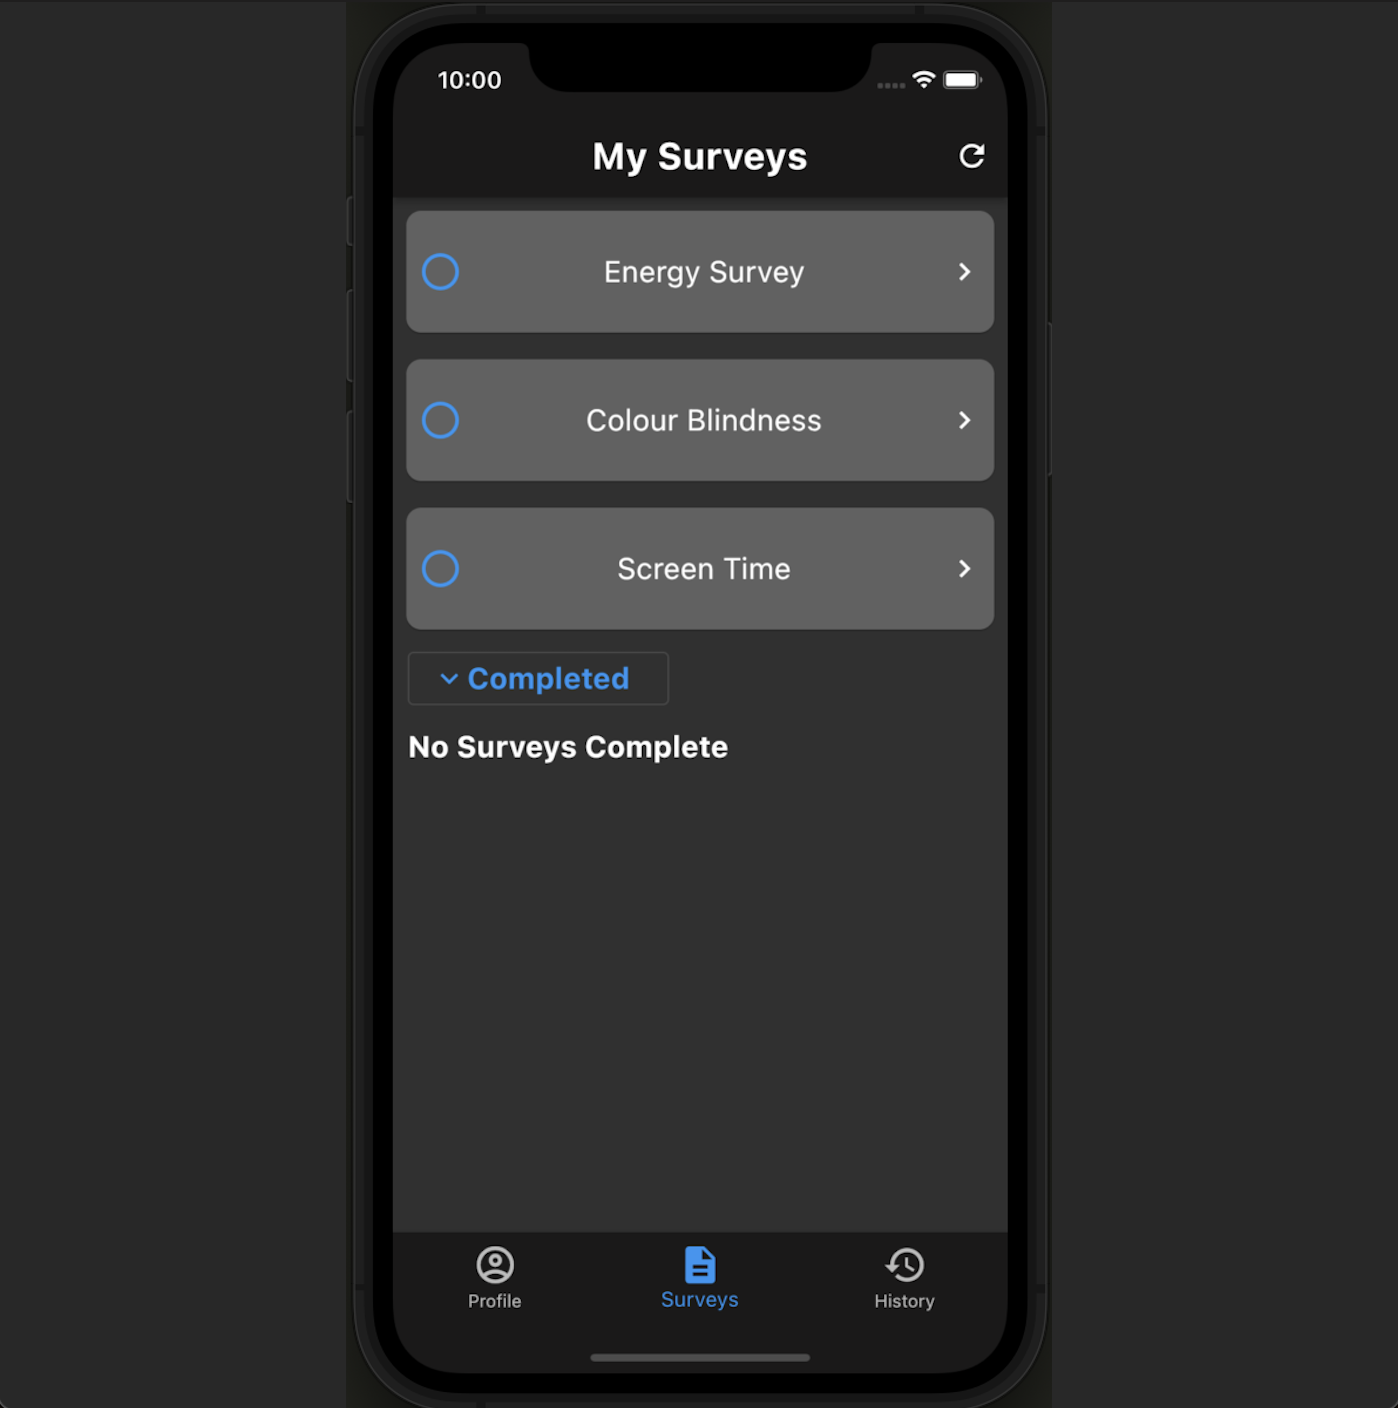 10:00
My Surveys
Energy Survey
Colour Blindness
Screen Time
Completed
No Surveys Complete
Profile
Surveys
History